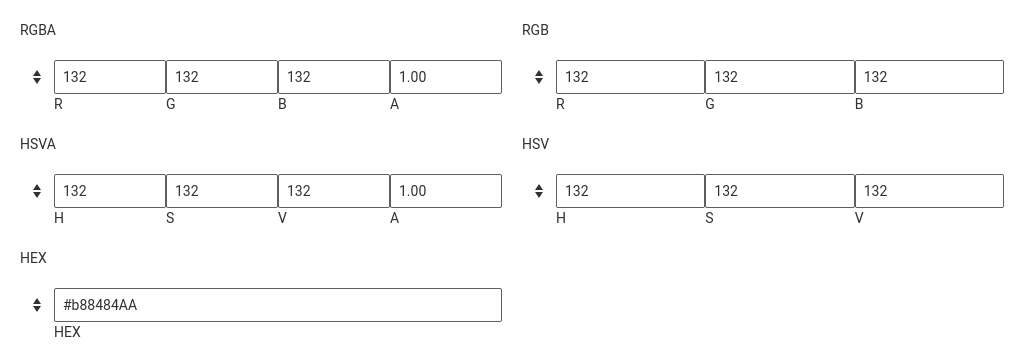 RGBA RGB
132 132 132 1.00 132 132 132
R G B A R G B
HSVA HSV
132 132 132 1.00 132 132 132
H S V A H S V
HEX
#b88484AA
HEX